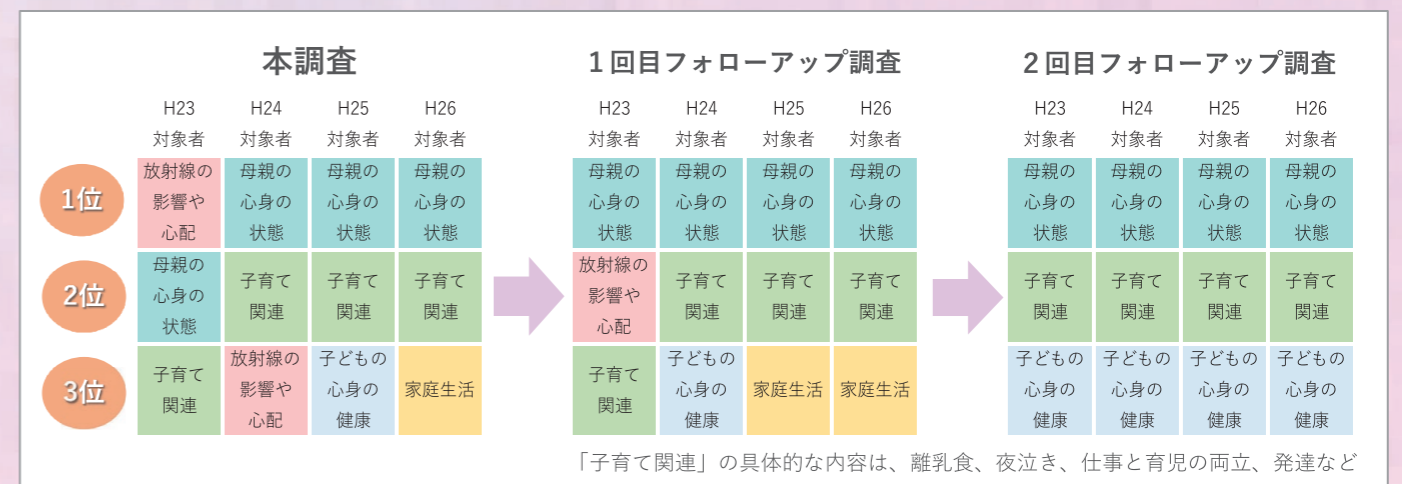 本調査
1回目フォローアップ調査
2回目フォローアップ調査
H23 H24 H25 H26 H23 H24 H25 H26 H23 H24 H25 H26
対象者 対象者 対象者 対象者 対象者 対象者 対象者 対象者 対象者 対象者 対象者 対象者
1位
放射線の
影響や
心配
母親の
心身の
状態
母親の
心身の
状態
母親の
心身の
状態
母親の
心身の
状態
母親の
心身の
状態
母親の
心身の
状態
母親の
心身の
状態
母親の
心身の
状態
母親の
心身の
状態
母親の
心身の
状態
母親の
心身の
状態
2位
母親の
心身の
状態
子育て
関連
子育て
関連
子育て
関連
放射線の
影響や
心配
子育て
関連
子育て
関連
子育て
関連
子育て
関連
子育て
関連
子育て
関連
子育て
関連
3位
子育て
関連
放射線の
影響や
心配
子どもの
心身の
健康
家庭生活
子育て
関連
子どもの
心身の
健康
家庭生活
家庭生活
子どもの
心身の
健康
子どもの
心身の
健康
子どもの
心身の
健康
子どもの
心身の
健康
「子育て関連」の具体的な内容は、離乳食、夜泣き、仕事と育児の両立、発達など